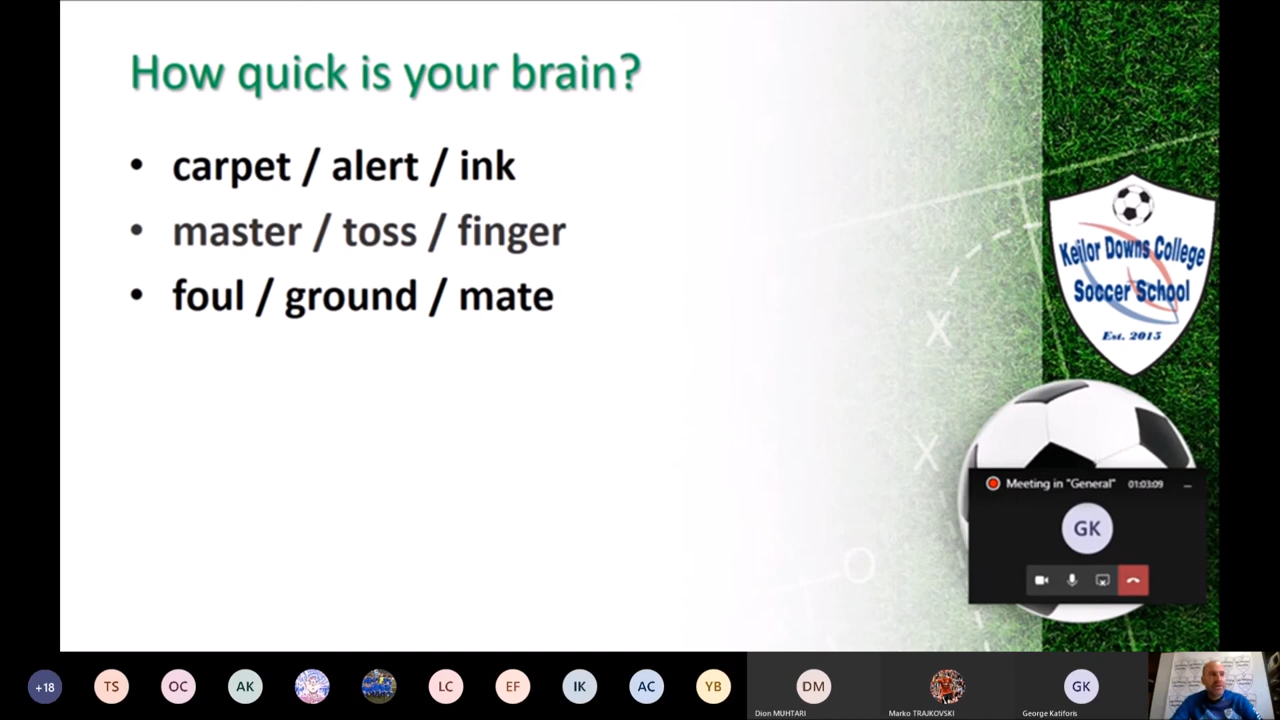 How quick is your brain?
• carpet / alert / ink
• master / toss / finger
• foul / ground / mate
Keilor Downs College
Soccer School
Est. 2015
X
X
O
Meeting in "General" 01:03:09
GK
+18 TS OC AK LC EF IK AC YB DM GK
Dion MUHTARI Marko TRAJKOVSKI George Katiforis